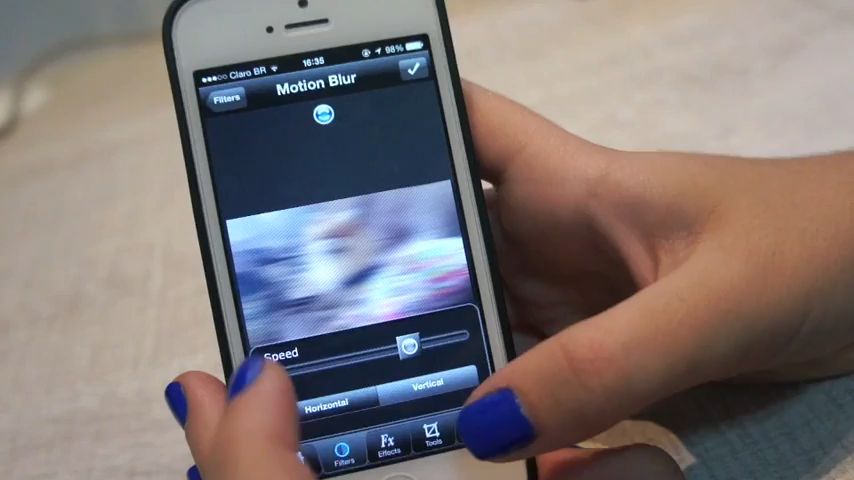 Claro BR 16:35 98%
Filters Motion Blur
Speed
Horizontal Vertical
Filters Fx Effects Tools